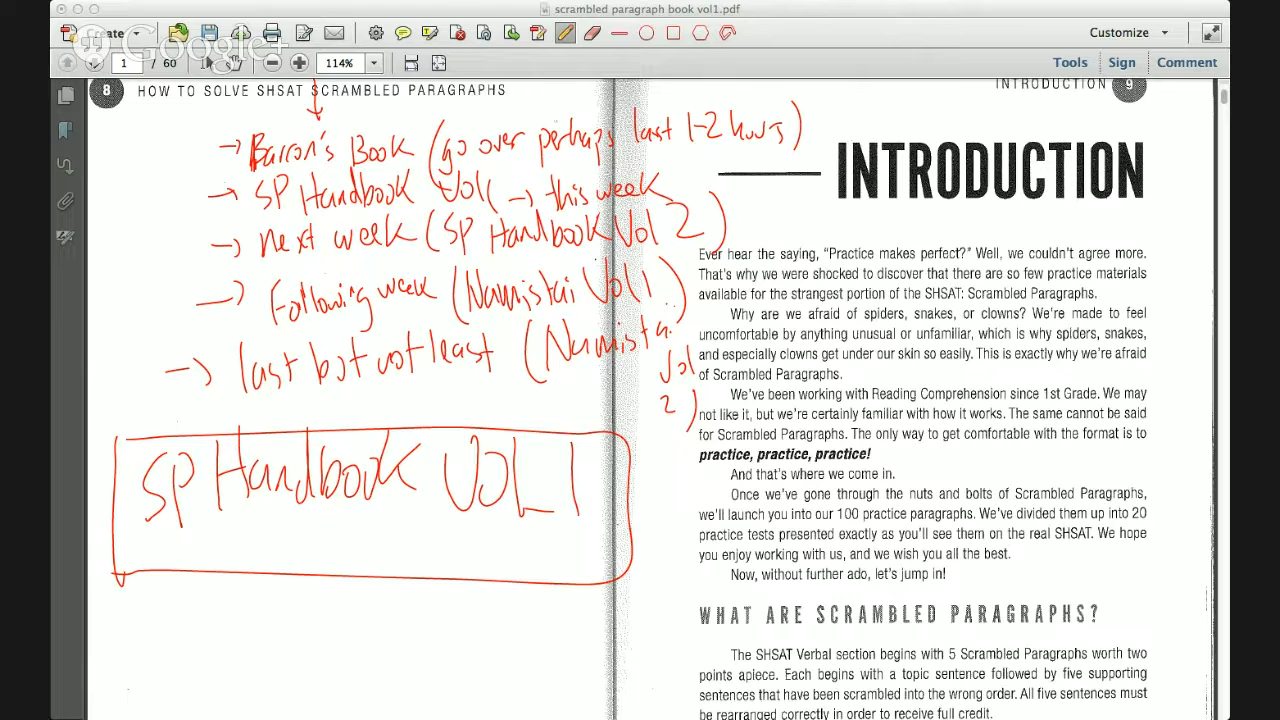 scrambled paragraph book vol1.pdf
Create
Google+
Customize
1 / 60
114%
Tools Sign Comment
8 HOW TO SOLVE SHSAT SCRAMBLED PARAGRAPHS
→ Barron's Book (go over perhaps last 1-2 hours)
→ SP Handbook Vol1 → this week
→ next week (SP Handbook Vol 2)
→ Following week (Namistai Vol 1)
→ last but not least (Namistai
Vol
2)
SP Handbook VOL 1
INTRODUCTION 9
INTRODUCTION
Ever hear the saying, “Practice makes perfect?” Well, we couldn't agree more.
That's why we were shocked to discover that there are so few practice materials
available for the strangest portion of the SHSAT: Scrambled Paragraphs.
Why are we afraid of spiders, snakes, or clowns? We're made to feel
uncomfortable by anything unusual or unfamiliar, which is why spiders, snakes,
and especially clowns get under our skin so easily. This is exactly why we're afraid
of Scrambled Paragraphs.
We've been working with Reading Comprehension since 1st Grade. We may
not like it, but we're certainly familiar with how it works. The same cannot be said
for Scrambled Paragraphs. The only way to get comfortable with the format is to
practice, practice, practice!
And that's where we come in.
Once we've gone through the nuts and bolts of Scrambled Paragraphs,
we'll launch you into our 100 practice paragraphs. We've divided them up into 20
practice tests presented exactly as you'll see them on the real SHSAT. We hope
you enjoy working with us, and we wish you all the best.
Now, without further ado, let's jump in!
WHAT ARE SCRAMBLED PARAGRAPHS?
The SHSAT Verbal section begins with 5 Scrambled Paragraphs worth two
points apiece. Each begins with a topic sentence followed by five supporting
sentences that have been scrambled into the wrong order. All five sentences must
be rearranged correctly in order to receive full credit.